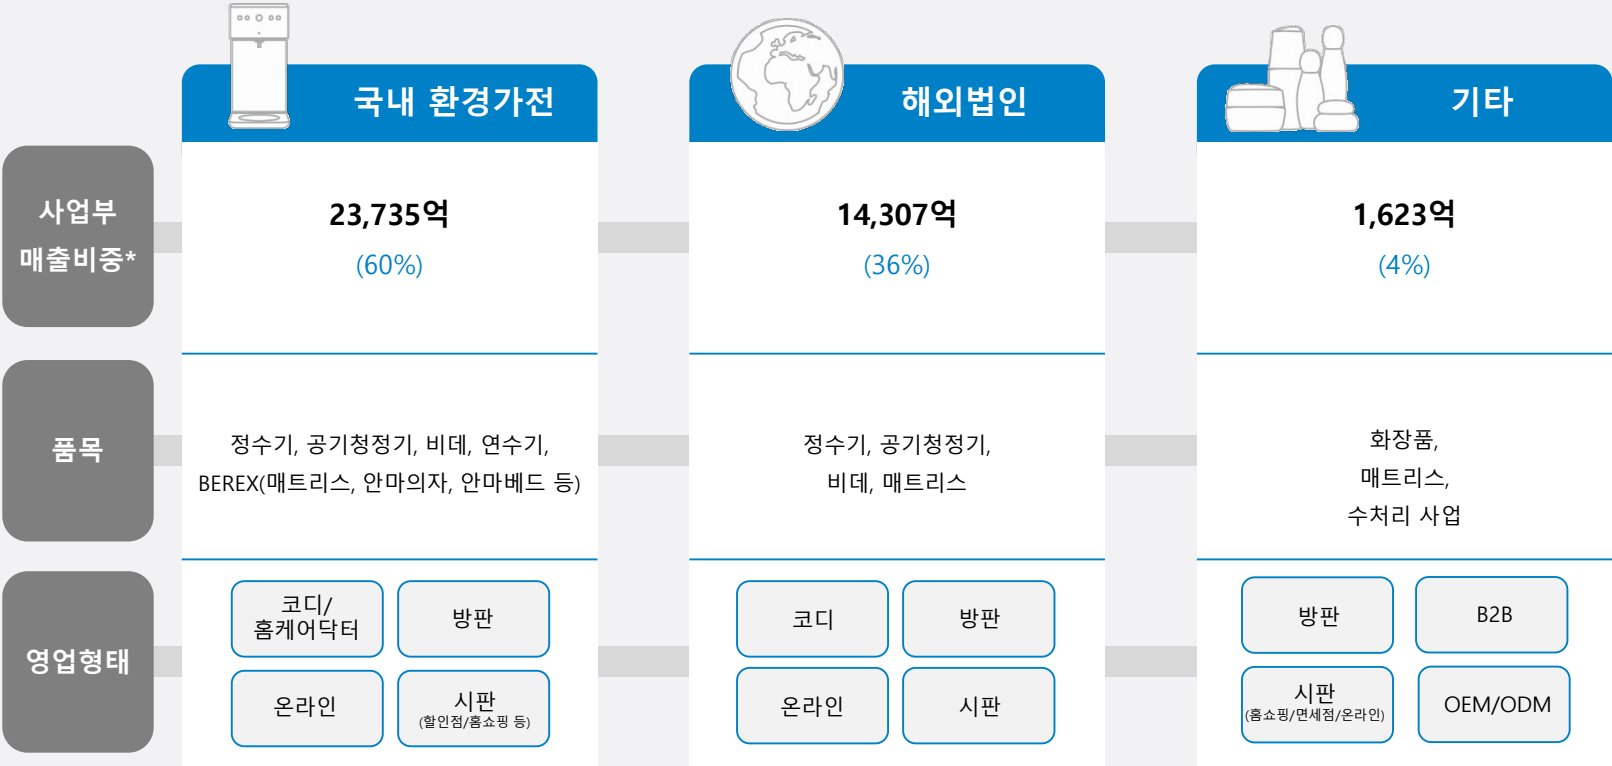 국내 환경가전
해외법인
기타
사업부
매출비중*
23,735억
(60%)
14,307억
(36%)
1,623억
(4%)
품목
정수기, 공기청정기, 비데, 연수기,
BEREX(매트리스, 안마의자, 안마베드 등)
정수기, 공기청정기,
비데, 매트리스
화장품,
매트리스,
수처리 사업
영업형태
코디/
홈케어닥터
방판
온라인
시판
(할인점/홈쇼핑 등)
코디
방판
온라인
시판
방판
B2B
시판
(홈쇼핑/면세점/온라인)
OEM/ODM